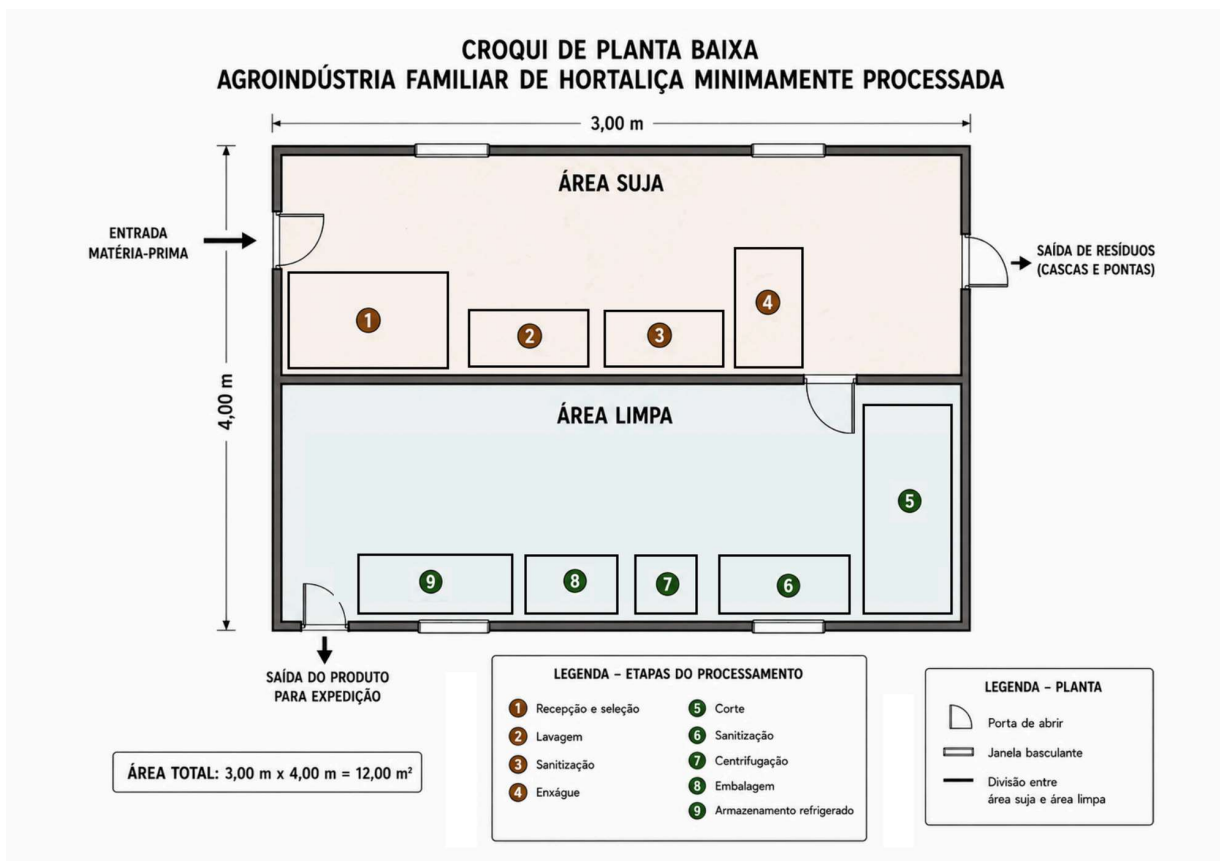 CROQUI DE PLANTA BAIXA
AGROINDÚSTRIA FAMILIAR DE HORTALIÇA MINIMAMENTE PROCESSADA
3,00 m
ÁREA SUJA
ENTRADA
MATÉRIA-PRIMA
SAÍDA DE RESÍDUOS
(CASCAS E PONTAS)
1
2
3
4
4,00 m
ÁREA LIMPA
5
9
8
7
6
SAÍDA DO PRODUTO
PARA EXPEDIÇÃO
ÁREA TOTAL: 3,00 m x 4,00 m = 12,00 m²
LEGENDA – ETAPAS DO PROCESSAMENTO
1 Recepção e seleção
2 Lavagem
3 Sanitização
4 Enxágue
5 Corte
6 Sanitização
7 Centrifugação
8 Embalagem
9 Armazenamento refrigerado
LEGENDA – PLANTA
Porta de abrir
Janela basculante
Divisão entre
área suja e área limpa